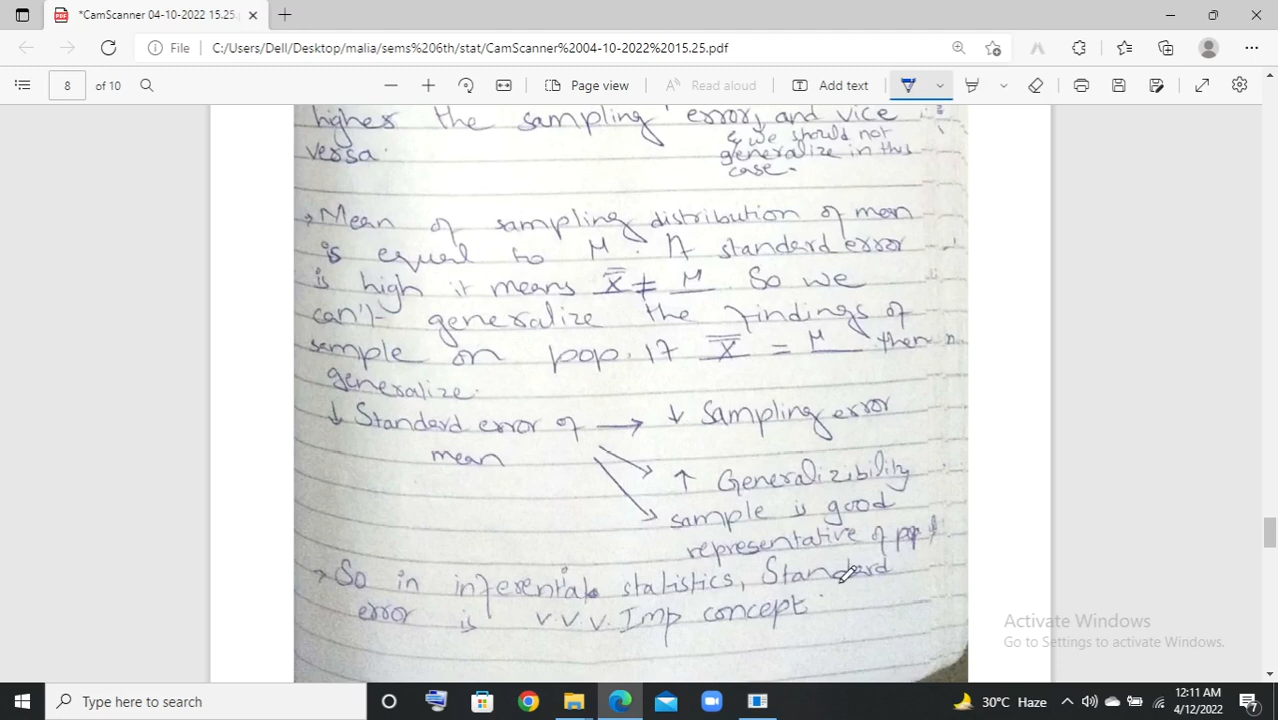 *CamScanner 04-10-2022 15.25.
File
C:/Users/Dell/Desktop/malia/sems%206th/stat/CamScanner%2004-10-2022%2015.25.pdf
8 of 10
Page view
Read aloud
Add text
higher the sampling error, and vice
versa.
& we should not
generalize in this
case.
→ Mean of sampling distribution of mean
is equal to μ. If standard error
is high it means X̿ ≠ μ. So we
can't generalize the findings of
sample on pop. If X̿ = μ then
generalize.
↓ Standard error of mean → ↓ Sampling error
↑ Generalizibility
sample is good
representative of
→ So in inferential statistics, Standard
error is v.v.v. Imp concept.
Activate Windows
Go to Settings to activate Windows.
Type here to search
30°C Haze
12:11 AM
4/12/2022
7